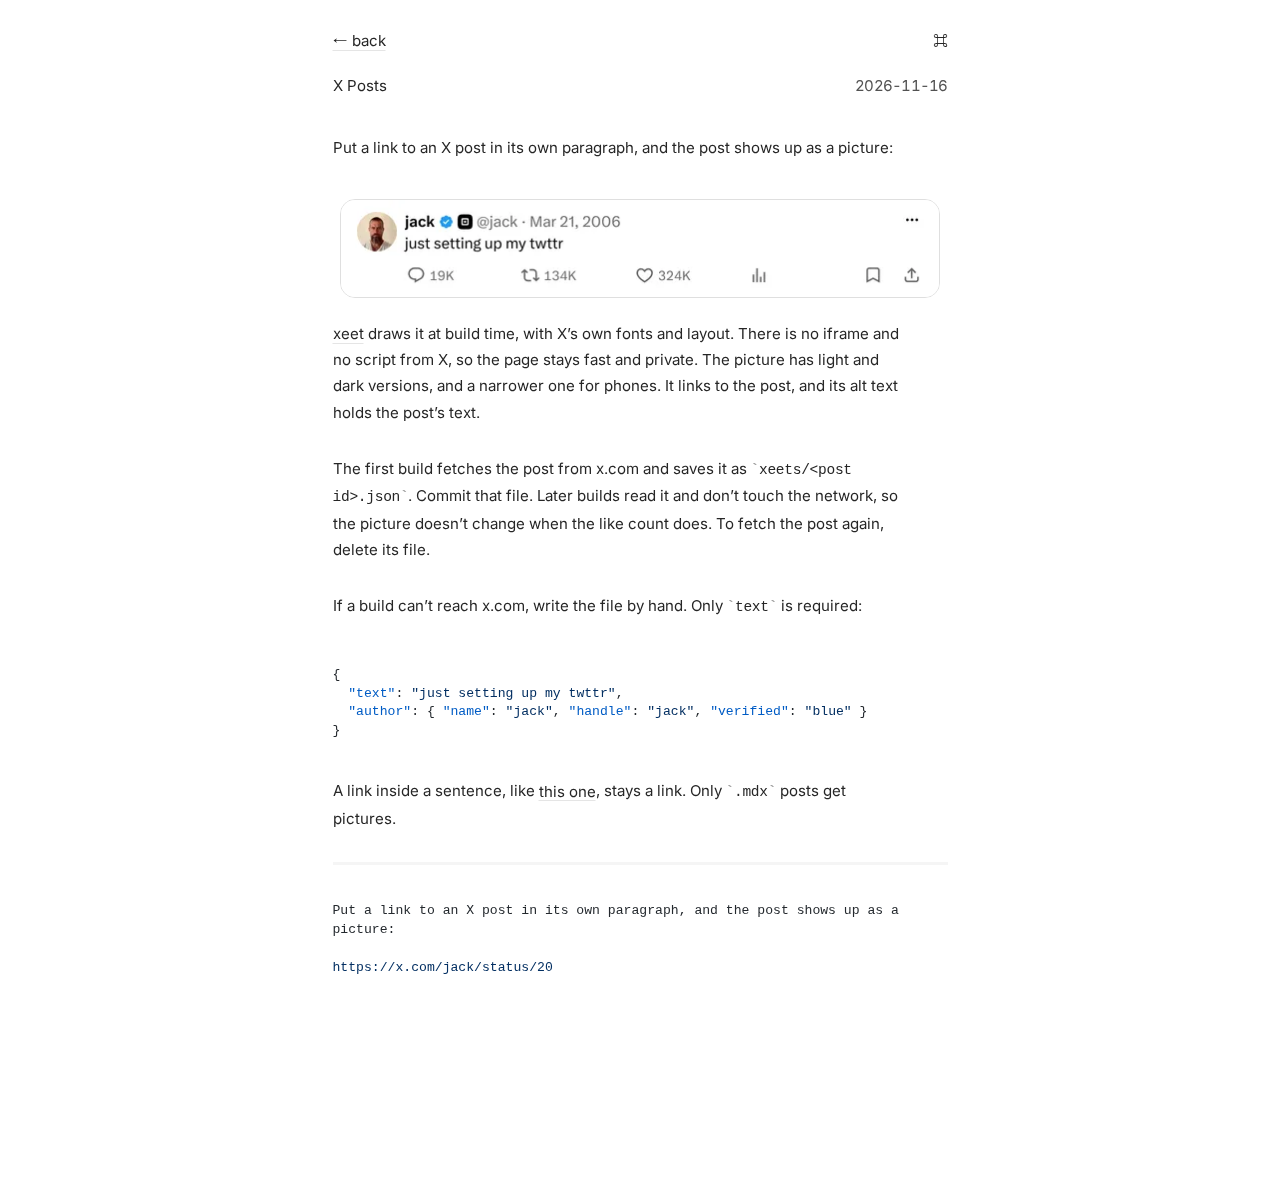 ← back
X Posts 2026-11-16
Put a link to an X post in its own paragraph, and the post shows up as a picture:
jack @jack · Mar 21, 2006 ···
just setting up my twttr
19K 134K 324K
xeet draws it at build time, with X’s own fonts and layout. There is no iframe and
no script from X, so the page stays fast and private. The picture has light and
dark versions, and a narrower one for phones. It links to the post, and its alt text
holds the post’s text.
The first build fetches the post from x.com and saves it as `xeets/<post
id>.json`. Commit that file. Later builds read it and don’t touch the network, so
the picture doesn’t change when the like count does. To fetch the post again,
delete its file.
If a build can’t reach x.com, write the file by hand. Only `text` is required:
{
  "text": "just setting up my twttr",
  "author": { "name": "jack", "handle": "jack", "verified": "blue" }
}
A link inside a sentence, like this one, stays a link. Only `.mdx` posts get
pictures.
Put a link to an X post in its own paragraph, and the post shows up as a
picture:
https://x.com/jack/status/20